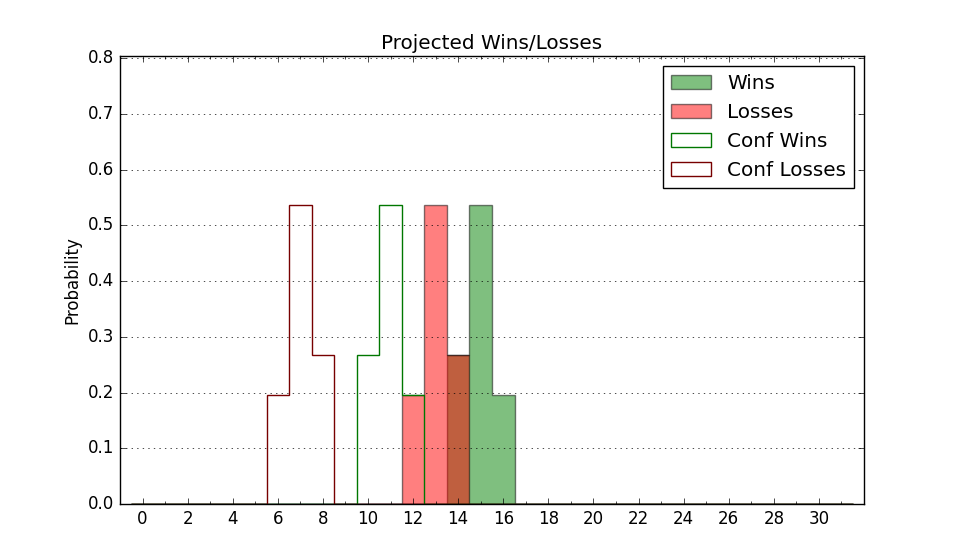 Projected Wins/Losses
Probability
0.8
0.7
0.6
0.5
0.4
0.3
0.2
0.1
0.0
Wins
Losses
Conf Wins
Conf Losses
0 2 4 6 8 10 12 14 16 18 20 22 24 26 28 30